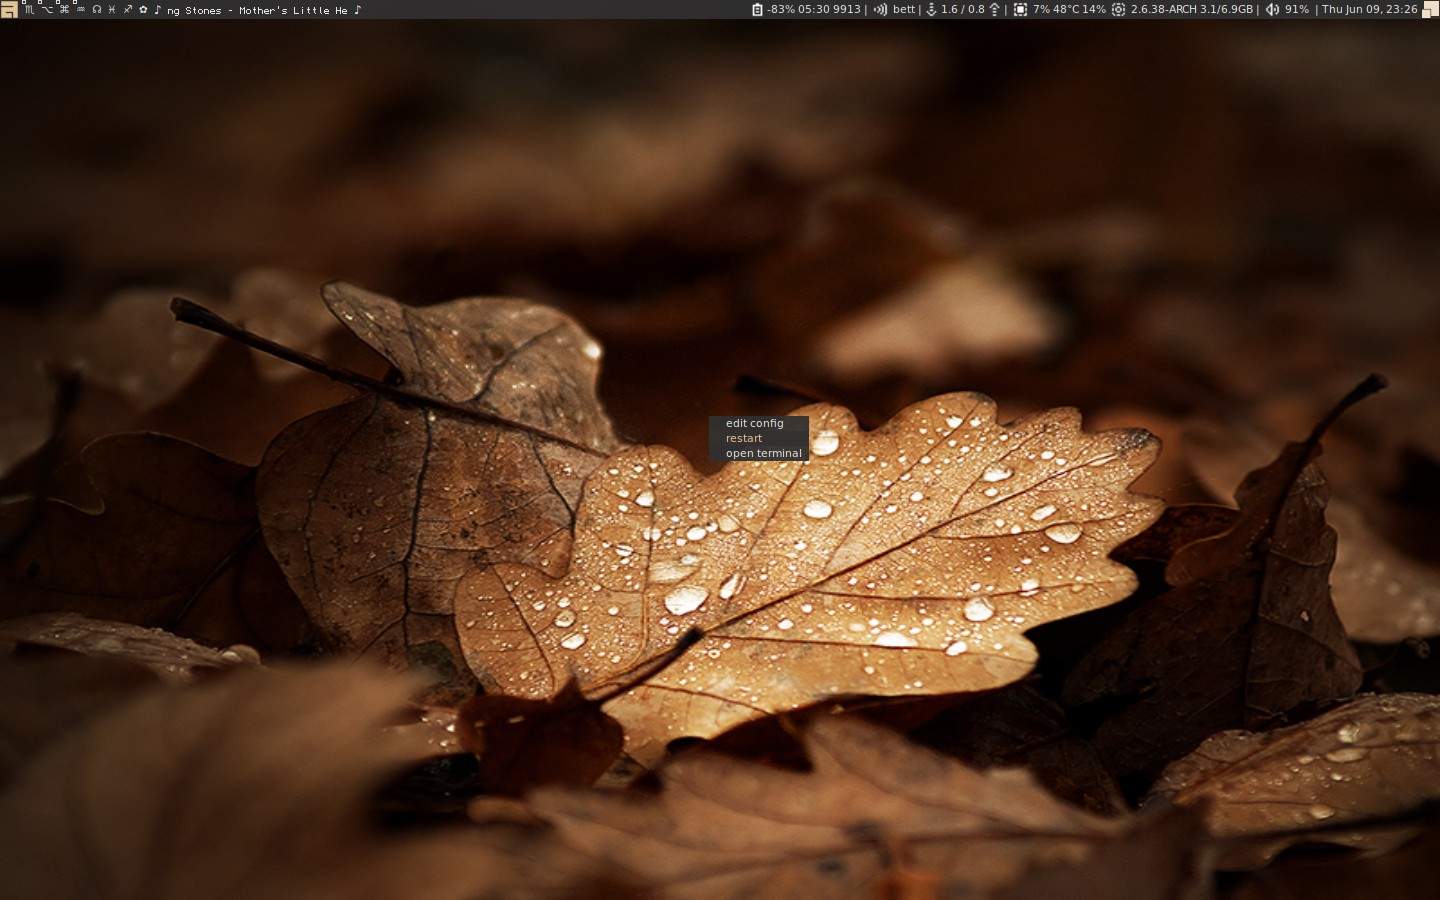 ♏ ⌥ ⌘ ♒ ☊ ♓ ♐ ✿ ♪ ng Stones - Mother's Little He ♪ -83% 05:30 9913 | bett | 1.6 / 0.8 | 7% 48°C 14% 2.6.38-ARCH 3.1/6.9GB | 91% | Thu Jun 09, 23:26
edit config
restart
open terminal